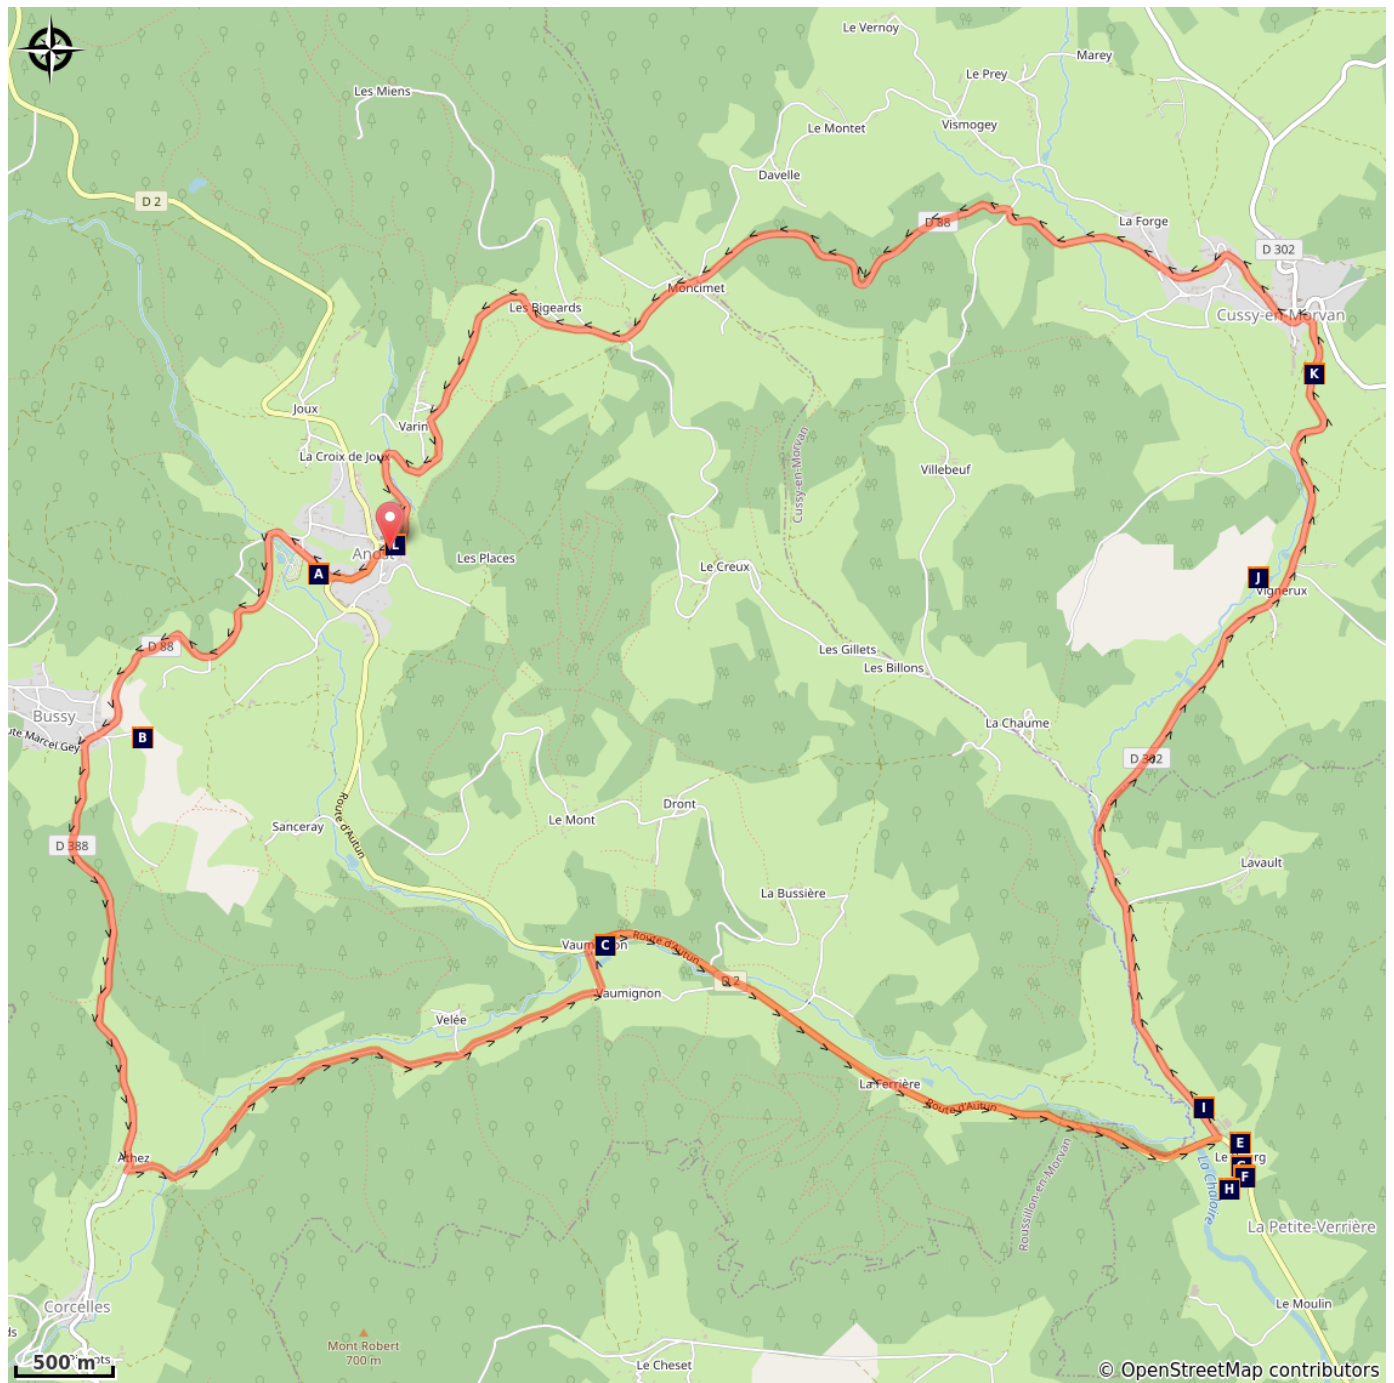 Le Vernoy
Marey
Le Prey
Les Miens
Vismogey
Le Montet
Davelle
D 2
D 88
La Forge
D 302
Moncimet
Les Bigeards
Cussy-en-Morvan
K
Joux
Varin
La Croix de Joux
Cussy-en-Morvan
Villebeuf
L
Les Places
A
Le Creux
J
Vignerux
D 88
Les Gillets
Les Billons
Bussy
B
La Chaume
D 302
Dront
Le Mont
Route d'Autun
Sanceray
D 388
Lavault
La Bussière
C
Route d'Autun
D 2
Vaumignon
Velée
La Ferrière
Route d'Autun
I
E
Athez
F
H
La Chaloire
Roussillon-en-Morvan
La Petite-Verrière
Le Moulin
Corcelles
Mont Robert
700 m
500 m
Le Cheset
© OpenStreetMap contributors